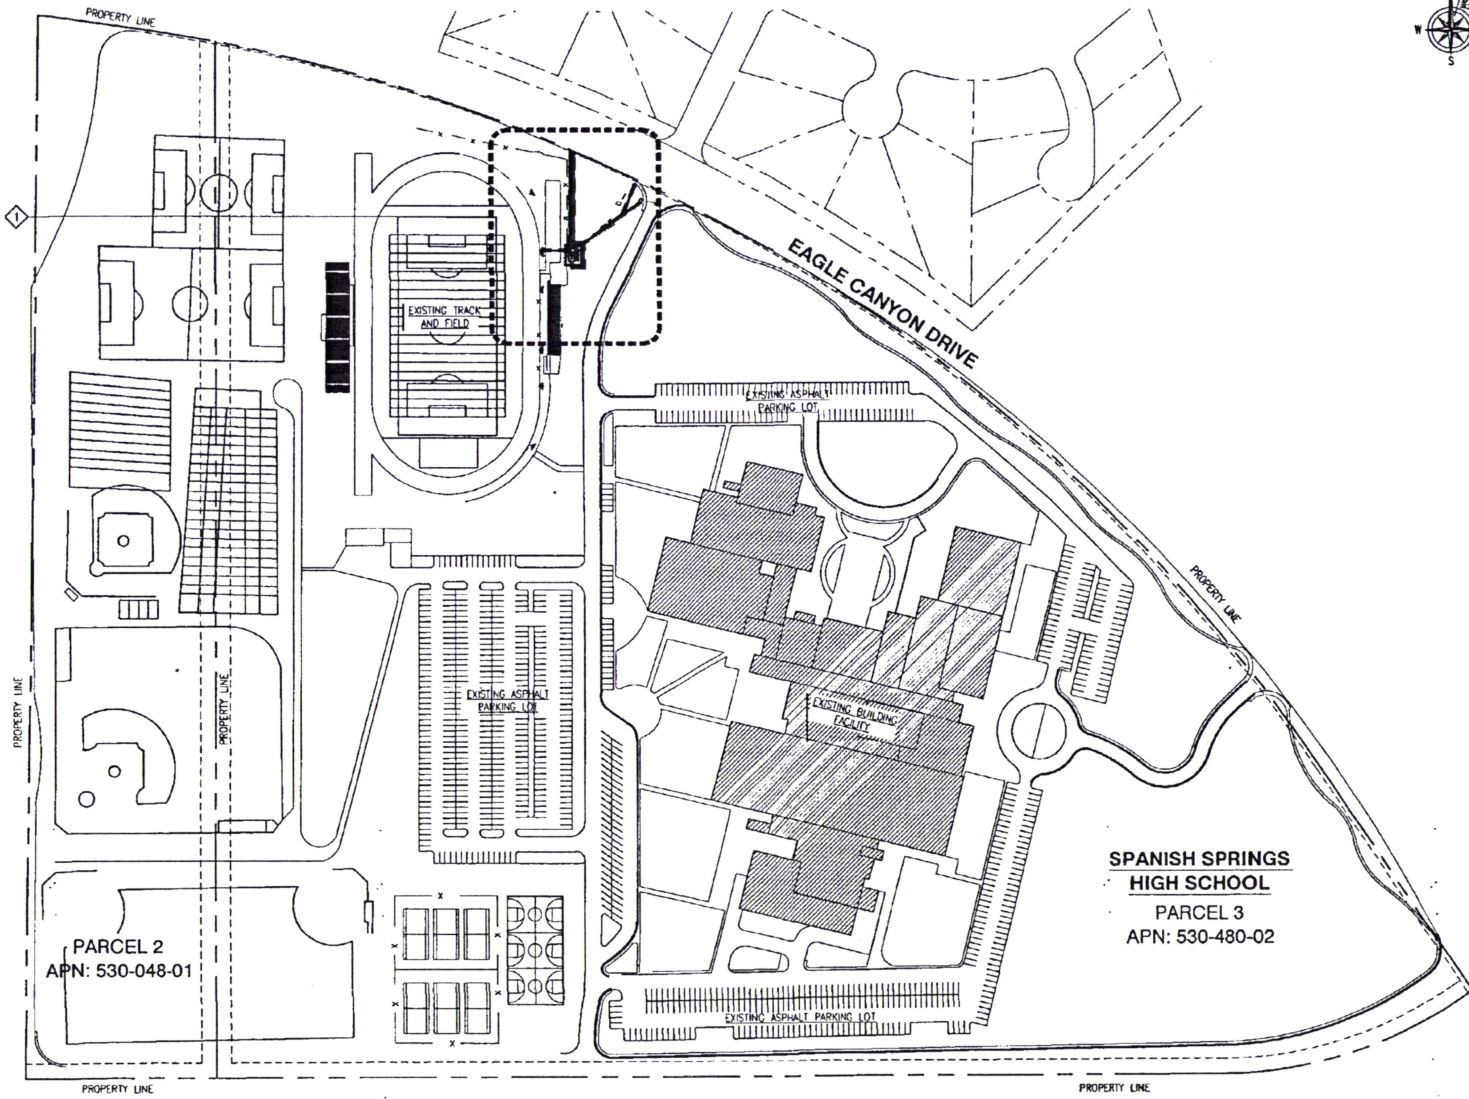 PROPERTY LINE
W
S
1
EAGLE CANYON DRIVE
EXISTING TRACK
AND FIELD
EXISTING ASPHALT
PARKING LOT
PROPERTY LINE
PROPERTY LINE
PROPERTY LINE
EXISTING ASPHALT
PARKING LOT
EXISTING BUILDING
FACILITY
SPANISH SPRINGS
HIGH SCHOOL
PARCEL 3
APN: 530-480-02
PARCEL 2
APN: 530-048-01
EXISTING ASPHALT PARKING LOT
PROPERTY LINE
PROPERTY LINE